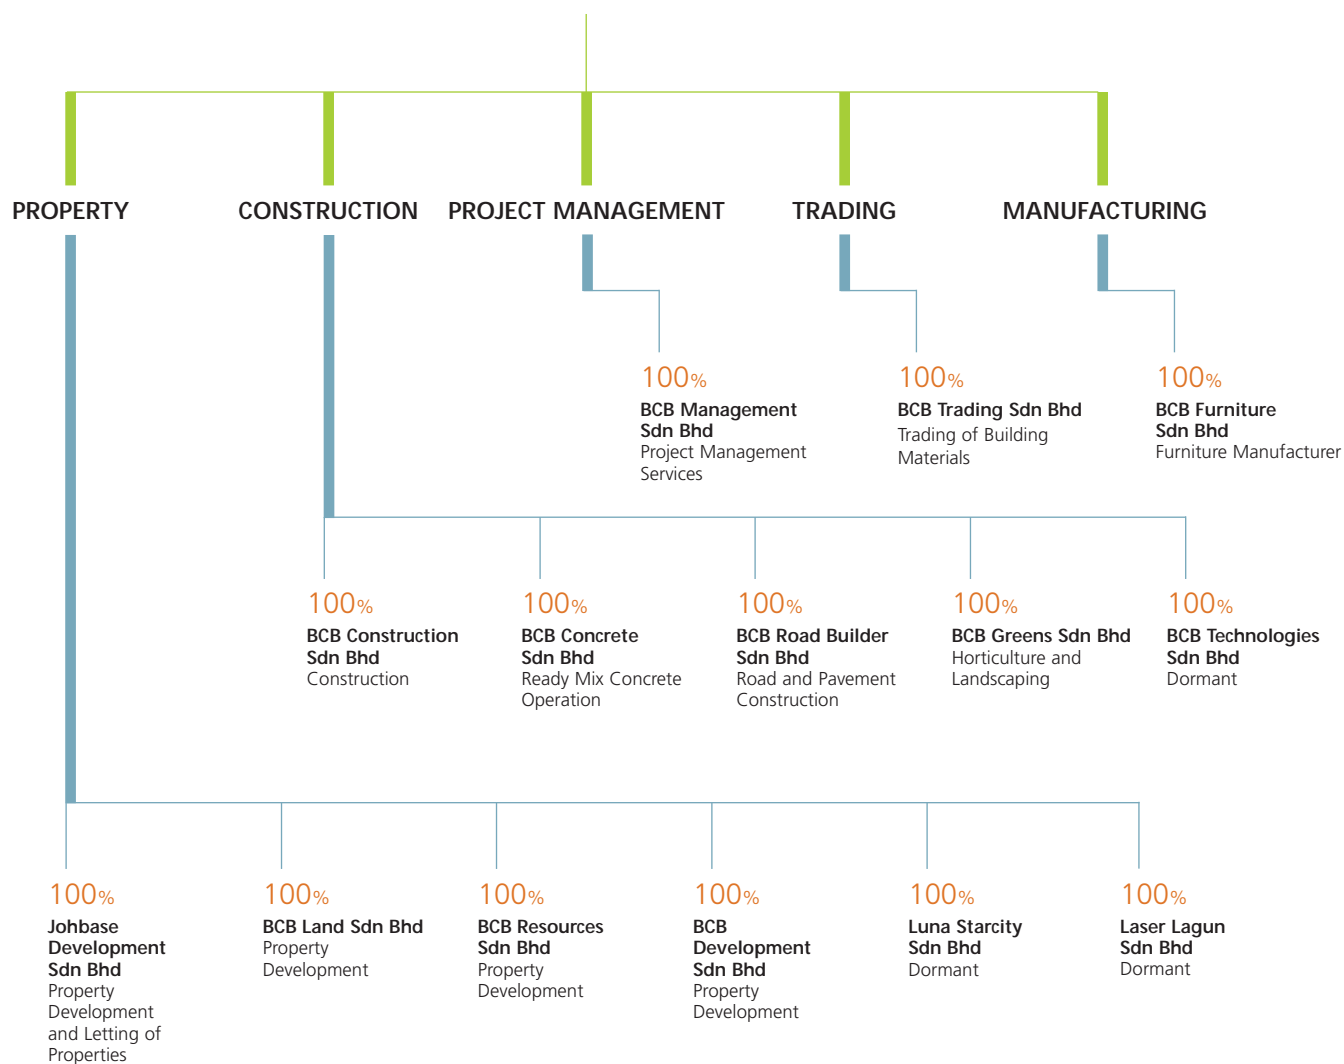 PROPERTY
CONSTRUCTION
PROJECT MANAGEMENT
TRADING
MANUFACTURING
100%
BCB Management
Sdn Bhd
Project Management
Services
100%
BCB Trading Sdn Bhd
Trading of Building
Materials
100%
BCB Furniture
Sdn Bhd
Furniture Manufacturer
100%
BCB Construction
Sdn Bhd
Construction
100%
BCB Concrete
Sdn Bhd
Ready Mix Concrete
Operation
100%
BCB Road Builder
Sdn Bhd
Road and Pavement
Construction
100%
BCB Greens Sdn Bhd
Horticulture and
Landscaping
100%
BCB Technologies
Sdn Bhd
Dormant
100%
Johbase
Development
Sdn Bhd
Property
Development
and Letting of
Properties
100%
BCB Land Sdn Bhd
Property
Development
100%
BCB Resources
Sdn Bhd
Property
Development
100%
BCB
Development
Sdn Bhd
Property
Development
100%
Luna Starcity
Sdn Bhd
Dormant
100%
Laser Lagun
Sdn Bhd
Dormant